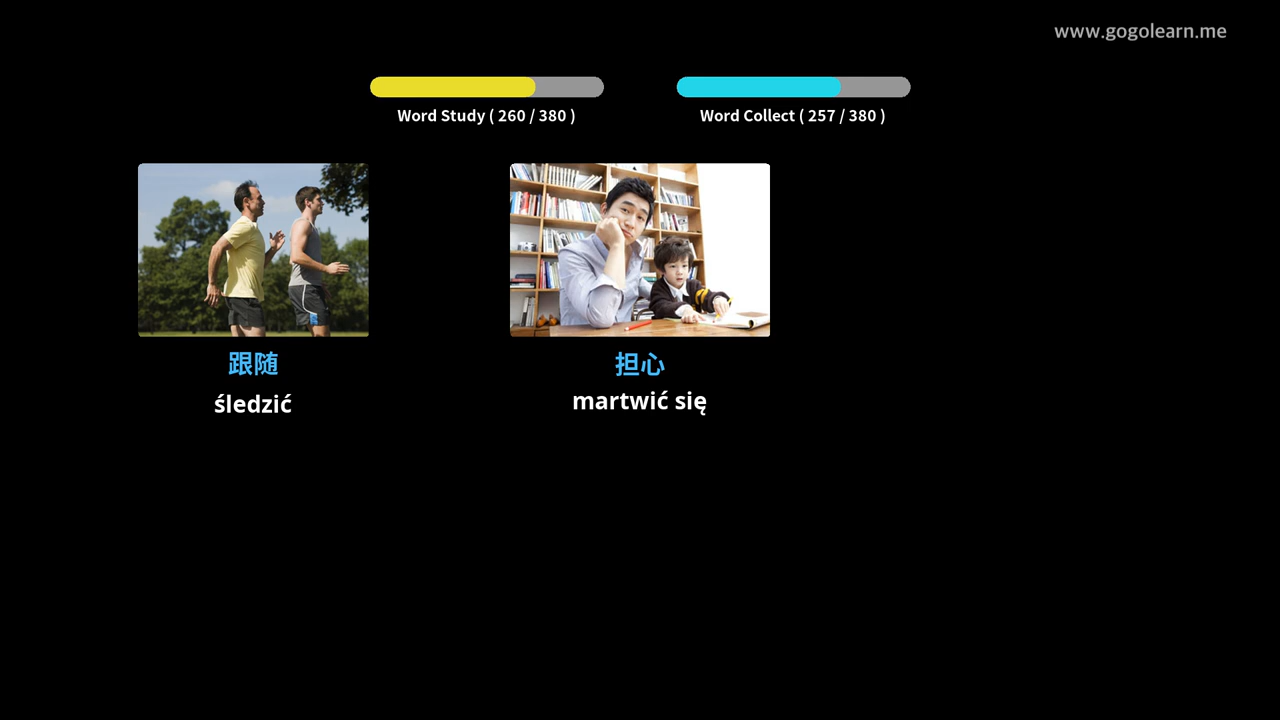 www.gogolearn.me
Word Study ( 260 / 380 )
Word Collect ( 257 / 380 )
跟随
śledzić
担心
martwić się